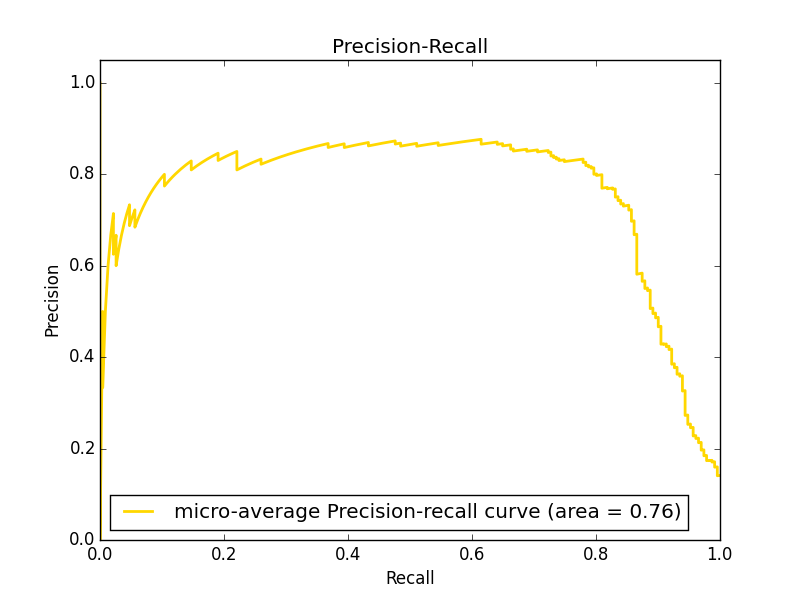 Precision-Recall
1.0
0.8
0.6
0.4
0.2
0.0
Precision
micro-average Precision-recall curve (area = 0.76)
0.0 0.2 0.4 0.6 0.8 1.0
Recall